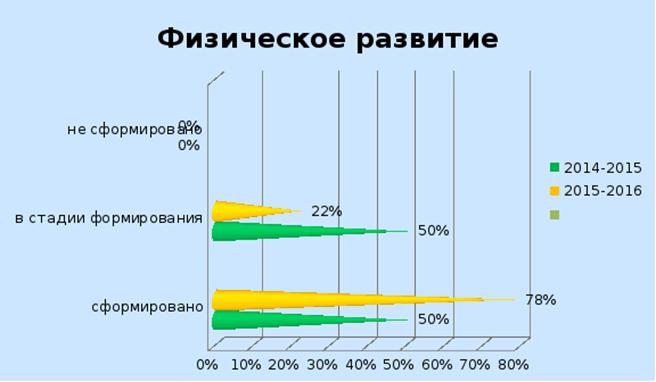 Физическое развитие
не сформировано
0%
0%
в стадии формирования
22%
50%
сформировано
78%
50%
0% 10% 20% 30% 40% 50% 60% 70% 80%
2014-2015
2015-2016